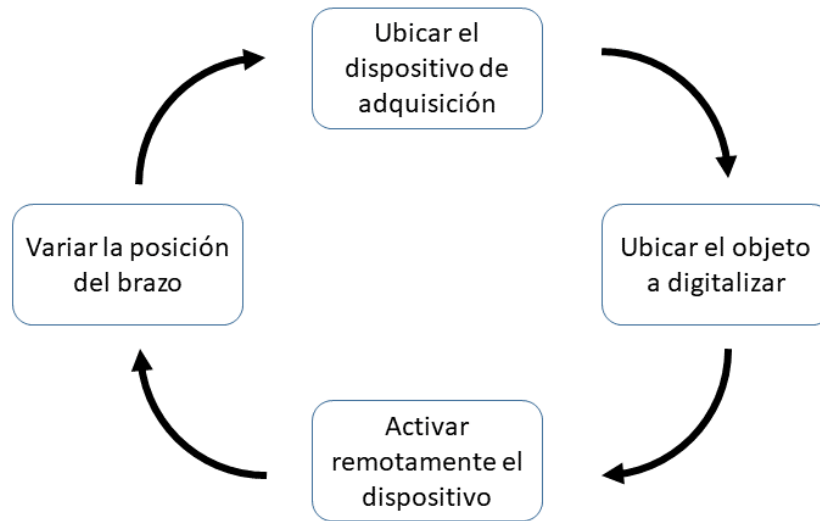 Ubicar el
dispositivo de
adquisición
Variar la posición
del brazo
Ubicar el objeto
a digitalizar
Activar
remotamente el
dispositivo